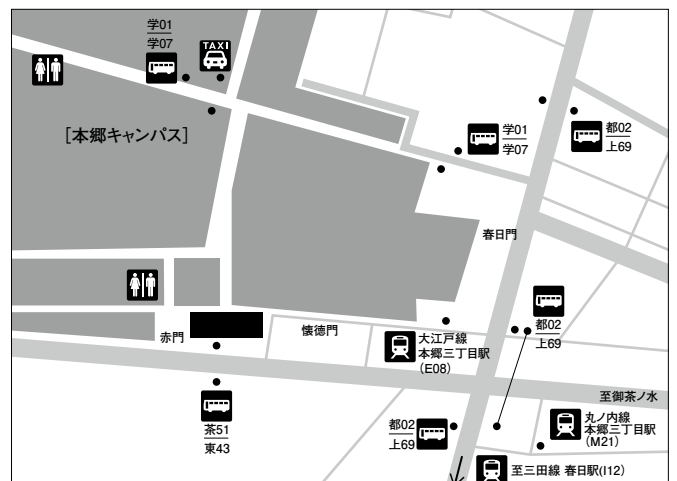 学01
学07
TAXI
[本郷キャンパス]
学01
学07
都02
上69
春日門
都02
上69
赤門
懐徳門
大江戸線
本郷三丁目駅
(E08)
至御茶ノ水
茶51
東43
都02
上69
丸ノ内線
本郷三丁目駅
(M21)
至三田線 春日駅(I12)